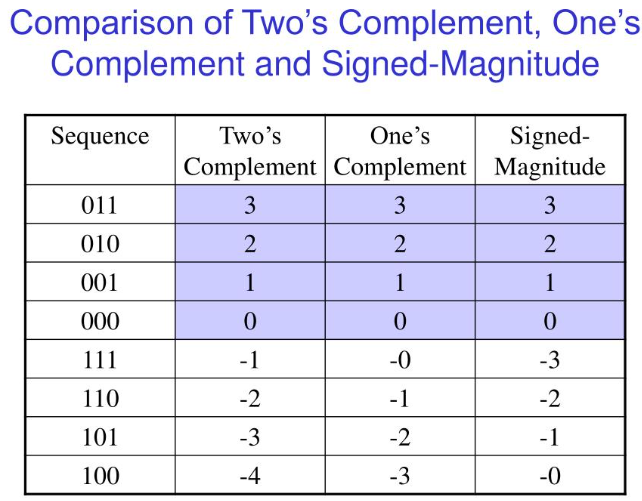 Comparison of Two’s Complement, One’s
Complement and Signed-Magnitude
Sequence Two’s Complement One’s Complement Signed-Magnitude
011 3 3 3
010 2 2 2
001 1 1 1
000 0 0 0
111 -1 -0 -3
110 -2 -1 -2
101 -3 -2 -1
100 -4 -3 -0